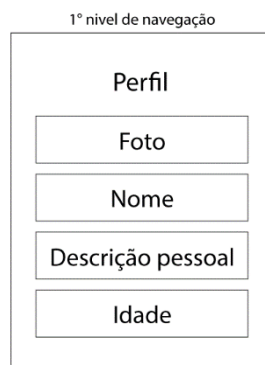 1° nivel de navegação
Perfil
Foto
Nome
Descrição pessoal
Idade